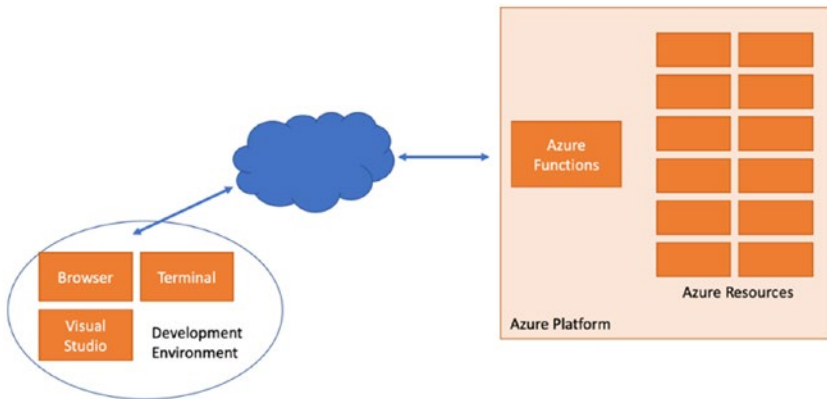 Azure
Functions
Azure Resources
Azure Platform
Browser
Terminal
Visual
Studio
Development
Environment